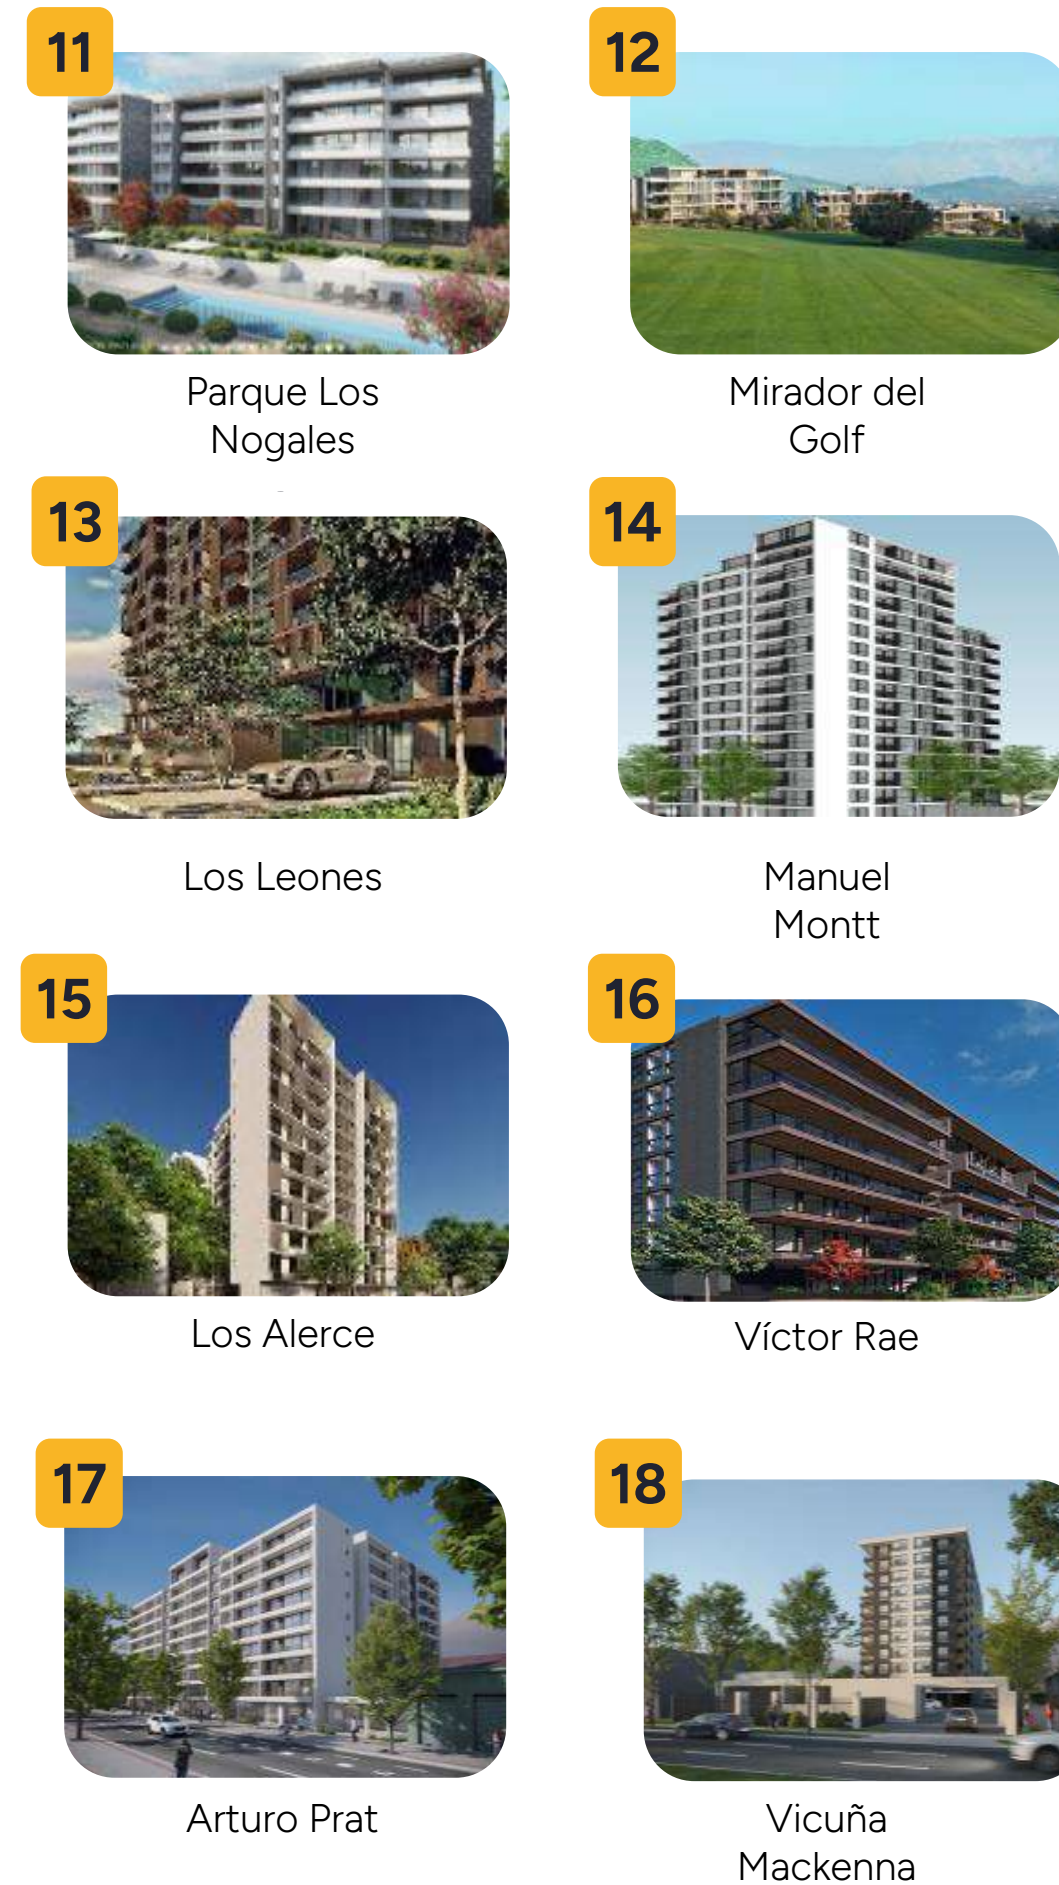 11
12
Parque Los
Nogales
Mirador del
Golf
13
14
Los Leones
Manuel
Montt
15
16
Los Alerce
Víctor Rae
17
18
Arturo Prat
Vicuña
Mackenna